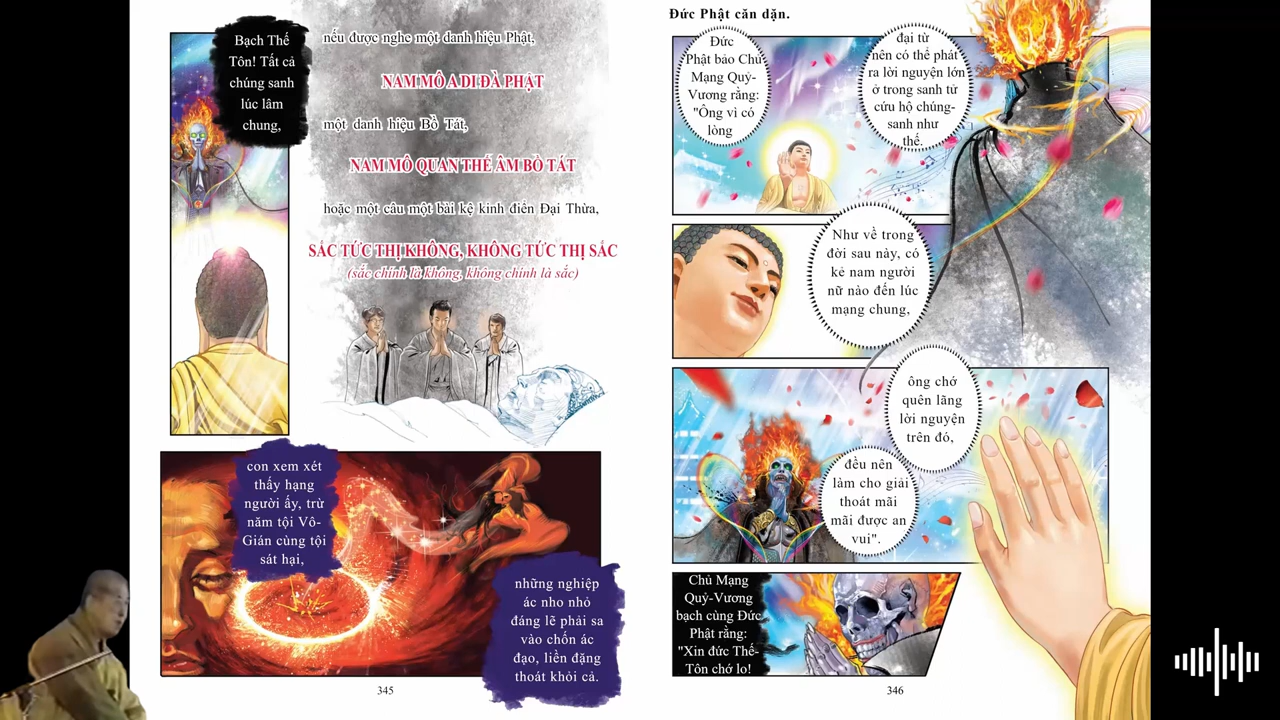 Bạch Thế
Tôn! Tất cả
chúng sanh
lúc lâm
chung,
nếu được nghe một danh hiệu Phật,
NAM MÔ A DI ĐÀ PHẬT
một danh hiệu Bồ Tát,
NAM MÔ QUAN THẾ ÂM BỒ TÁT
hoặc một câu một bài kệ kinh điển Đại Thừa,
SẮC TỨC THỊ KHÔNG, KHÔNG TỨC THỊ SẮC
(sắc chính là không, không chính là sắc)
con xem xét
thấy hạng
người ấy, trừ
năm tội Vô-
Gián cùng tội
sát hại,
những nghiệp
ác nho nhỏ
đáng lẽ phải sa
vào chốn ác
đạo, liền đặng
thoát khỏi cả.
345
Đức Phật căn dặn.
Đức
Phật bảo Chủ
Mạng Quỷ-
Vương rằng:
"Ông vì có
lòng
đại từ
nên có thể phát
ra lời nguyện lớn
ở trong sanh tử
cứu hộ chúng-
sanh như
thế.
Như về trong
đời sau này, có
kẻ nam người
nữ nào đến lúc
mạng chung,
ông chớ
quên lãng
lời nguyện
trên đó,
đều nên
làm cho giải
thoát mãi
mãi được an
vui".
Chủ Mạng
Quỷ-Vương
bạch cùng Đức
Phật rằng:
"Xin đức Thế-
Tôn chớ lo!
346